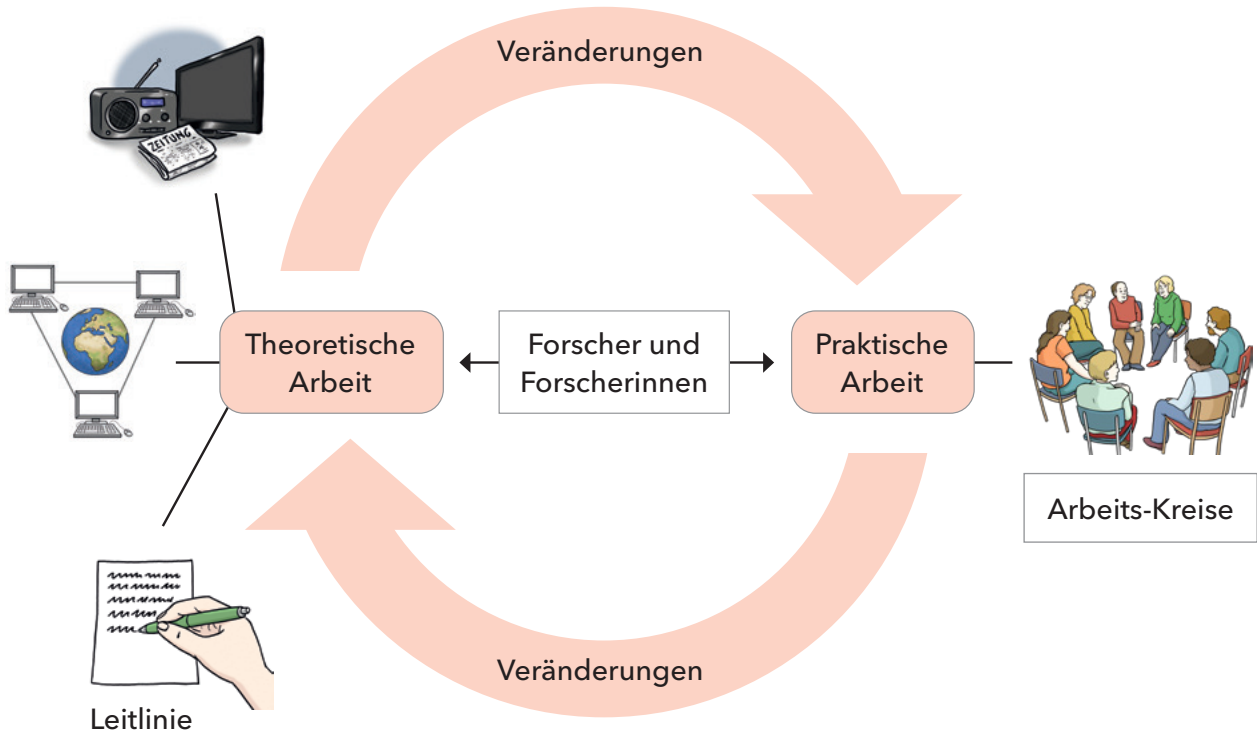 Veränderungen
ZEITUNG
Theoretische
Arbeit
Forscher und
Forscherinnen
Praktische
Arbeit
Arbeits-Kreise
Veränderungen
Leitlinie